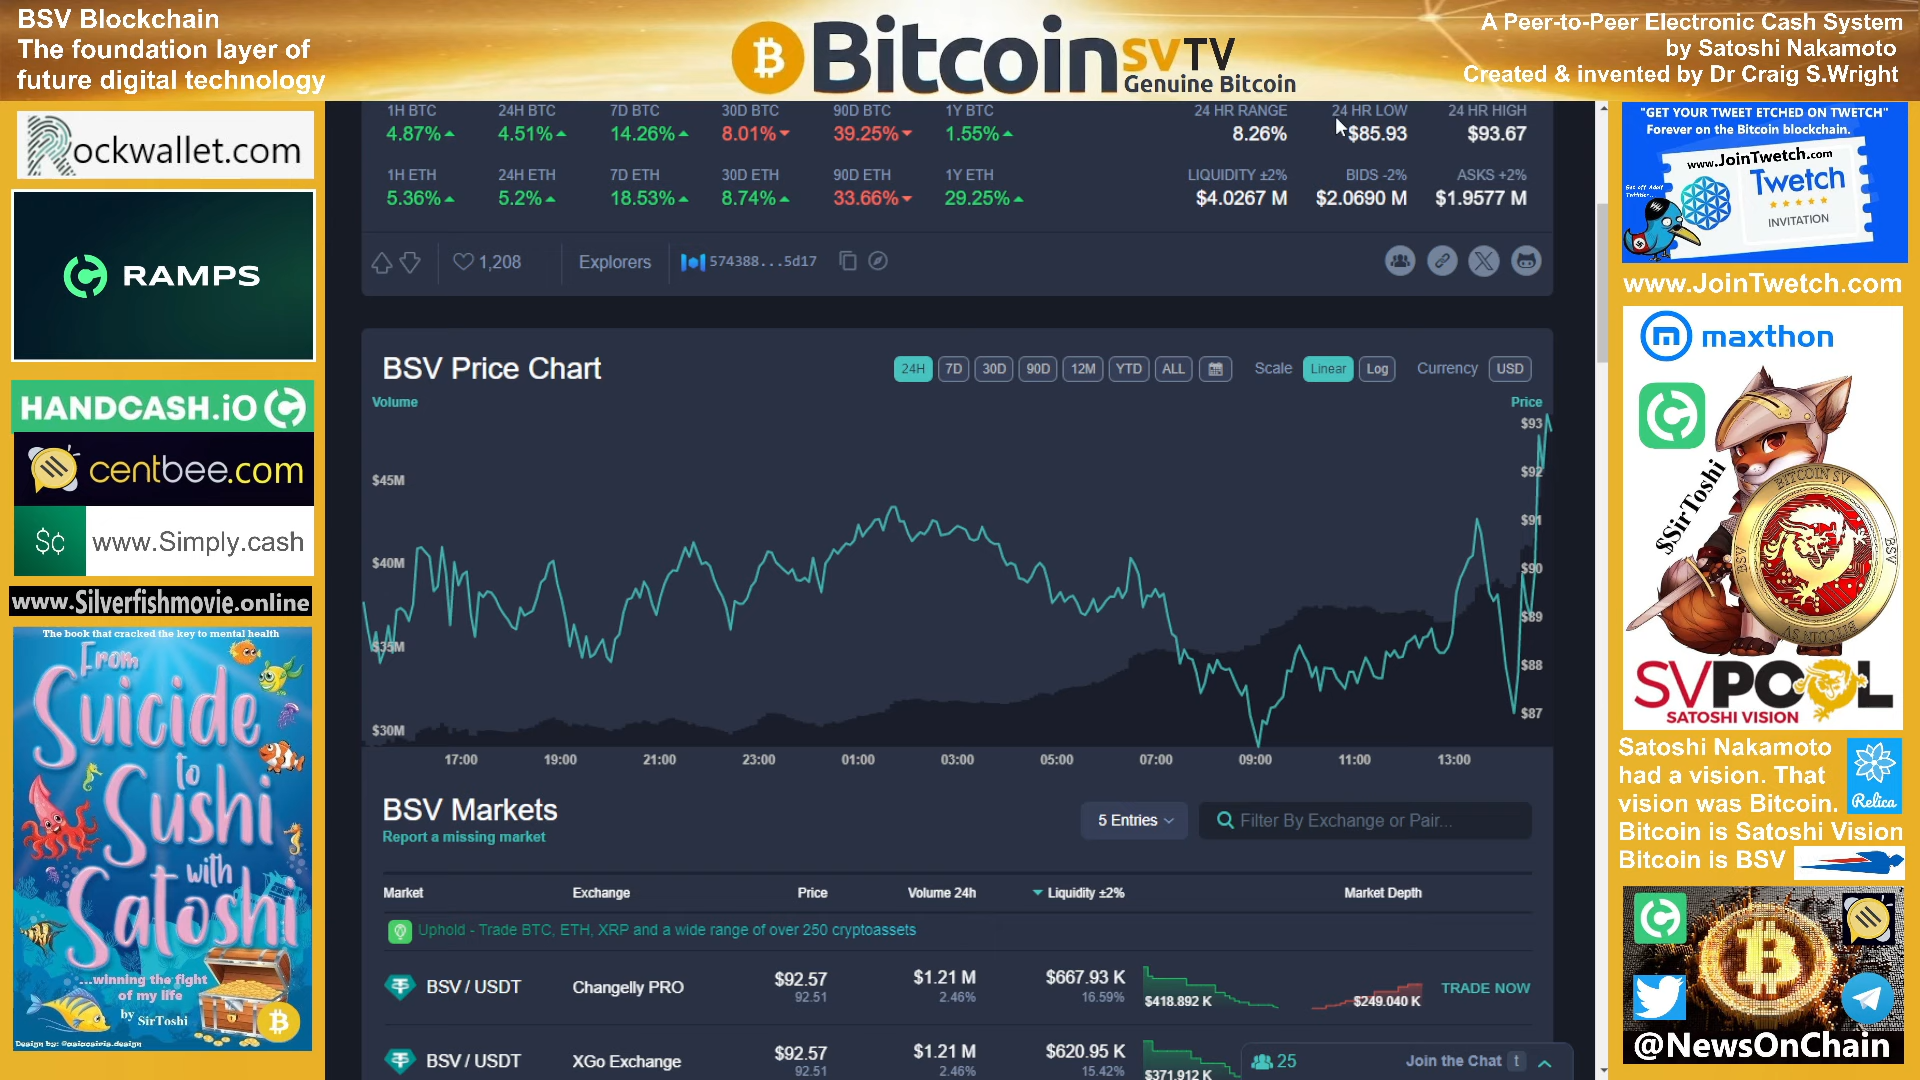 BSV Blockchain
The foundation layer of
future digital technology
Bitcoin SVTV
Genuine Bitcoin
A Peer-to-Peer Electronic Cash System
by Satoshi Nakamoto
Created & invented by Dr Craig S.Wright
Rockwallet.com
RAMPS
HANDCASH.iO
centbee.com
$¢ www.Simply.cash
www.Silverfishmovie.online
The book that cracked the key to mental health
From
Suicide
to
Sushi
with
Satoshi
...winning the fight
of my life
by SirToshi
1H BTC 24H BTC 7D BTC 30D BTC 90D BTC 1Y BTC 24 HR RANGE 24 HR LOW 24 HR HIGH
4.87% 4.51% 14.26% 8.01% 39.25% 1.55% 8.26% $85.93 $93.67
1H ETH 24H ETH 7D ETH 30D ETH 90D ETH 1Y ETH LIQUIDITY ±2% BIDS -2% ASKS +2%
5.36% 5.2% 18.53% 8.74% 33.66% 29.25% $4.0267 M $2.0690 M $1.9577 M
1,208 Explorers 574388...5d17
BSV Price Chart 24H 7D 30D 90D 12M YTD ALL Scale Linear Log Currency USD
Volume Price
$93
$92
$45M
$91
$40M
$90
$89
$35M
$88
$87
$30M
17:00 19:00 21:00 23:00 01:00 03:00 05:00 07:00 09:00 11:00 13:00
BSV Markets 5 Entries Filter By Exchange or Pair...
Report a missing market
Market Exchange Price Volume 24h Liquidity ±2% Market Depth
Uphold - Trade BTC, ETH, XRP and a wide range of over 250 cryptoassets
BSV / USDT Changelly PRO $92.57 $1.21 M $667.93 K $418.892 K $249.040 K TRADE NOW
92.51 2.46% 16.59%
BSV / USDT XGo Exchange $92.57 $1.21 M $620.95 K $371.912 K
92.51 2.46% 15.42%
25 Join the Chat t
"GET YOUR TWEET ETCHED ON TWETCH"
Forever on the Bitcoin blockchain.
www.JoinTwetch.com
Twetch
INVITATION
www.JoinTwetch.com
maxthon
$SirToshi
BITCOIN SV
BSV
BSV
BITCOIN SV
SVPOOL
SATOSHI VISION
Satoshi Nakamoto
had a vision. That
vision was Bitcoin.
Relica
Bitcoin is Satoshi Vision
Bitcoin is BSV
@NewsOnChain